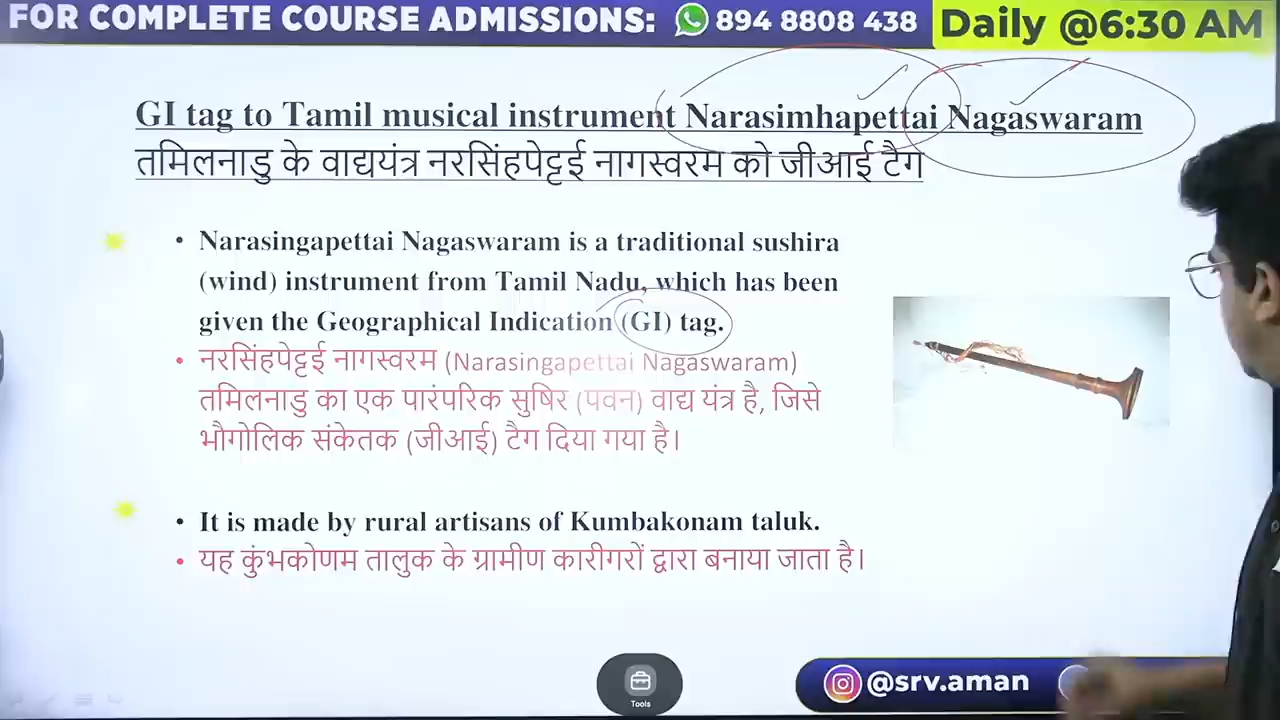 FOR COMPLETE COURSE ADMISSIONS: 894 8808 438 Daily @6:30 AM
GI tag to Tamil musical instrument Narasimhapettai Nagaswaram
तमिलनाडु के वाद्ययंत्र नरसिंहपेट्टई नागस्वरम को जीआई टैग
• Narasingapettai Nagaswaram is a traditional sushira
(wind) instrument from Tamil Nadu, which has been
given the Geographical Indication (GI) tag.
• नरसिंहपेट्टई नागस्वरम (Narasingapettai Nagaswaram)
तमिलनाडु का एक पारंपरिक सुषिर (पवन) वाद्य यंत्र है, जिसे
भौगोलिक संकेतक (जीआई) टैग दिया गया है।
• It is made by rural artisans of Kumbakonam taluk.
• यह कुंभकोणम तालुक के ग्रामीण कारीगरों द्वारा बनाया जाता है।
Tools
@srv.aman